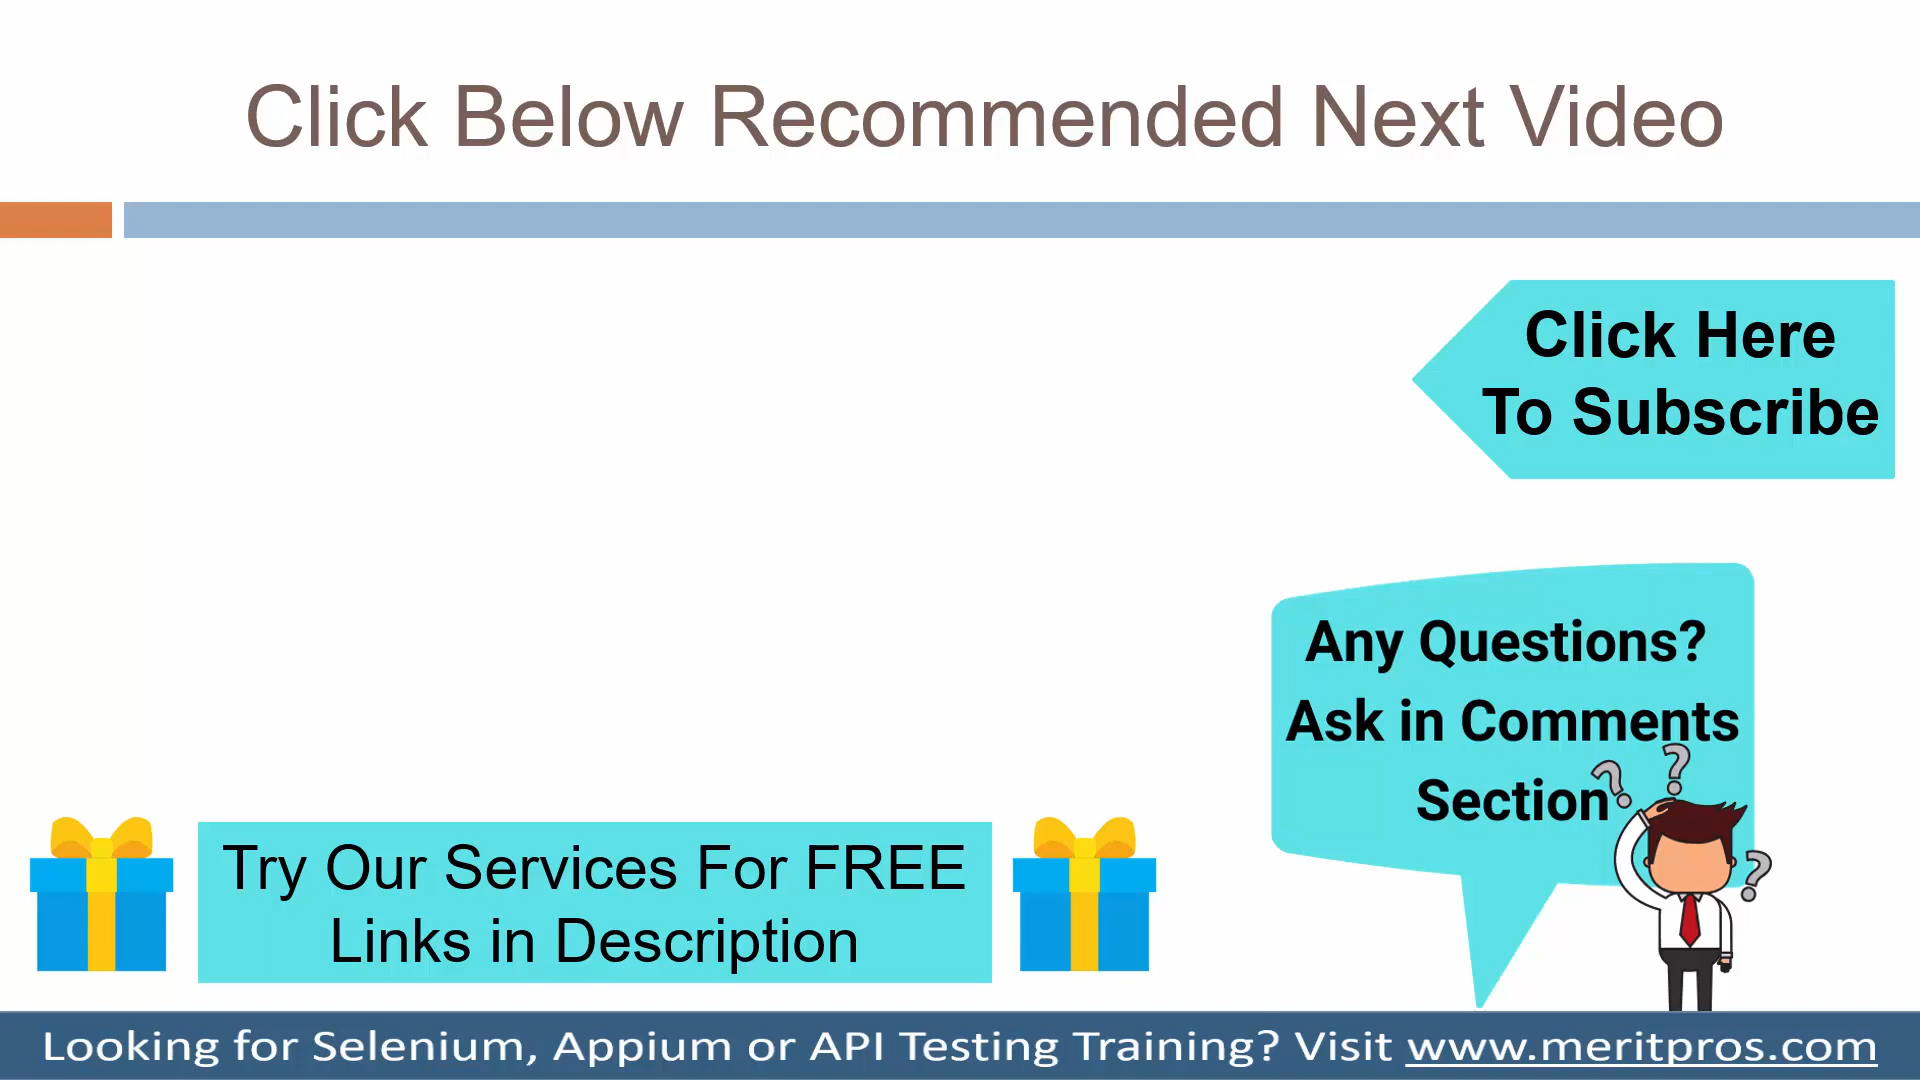 Click Below Recommended Next Video
Click Here
To Subscribe
Any Questions?
Ask in Comments
Section
Try Our Services For FREE
Links in Description
Looking for Selenium, Appium or API Testing Training? Visit www.meritpros.com